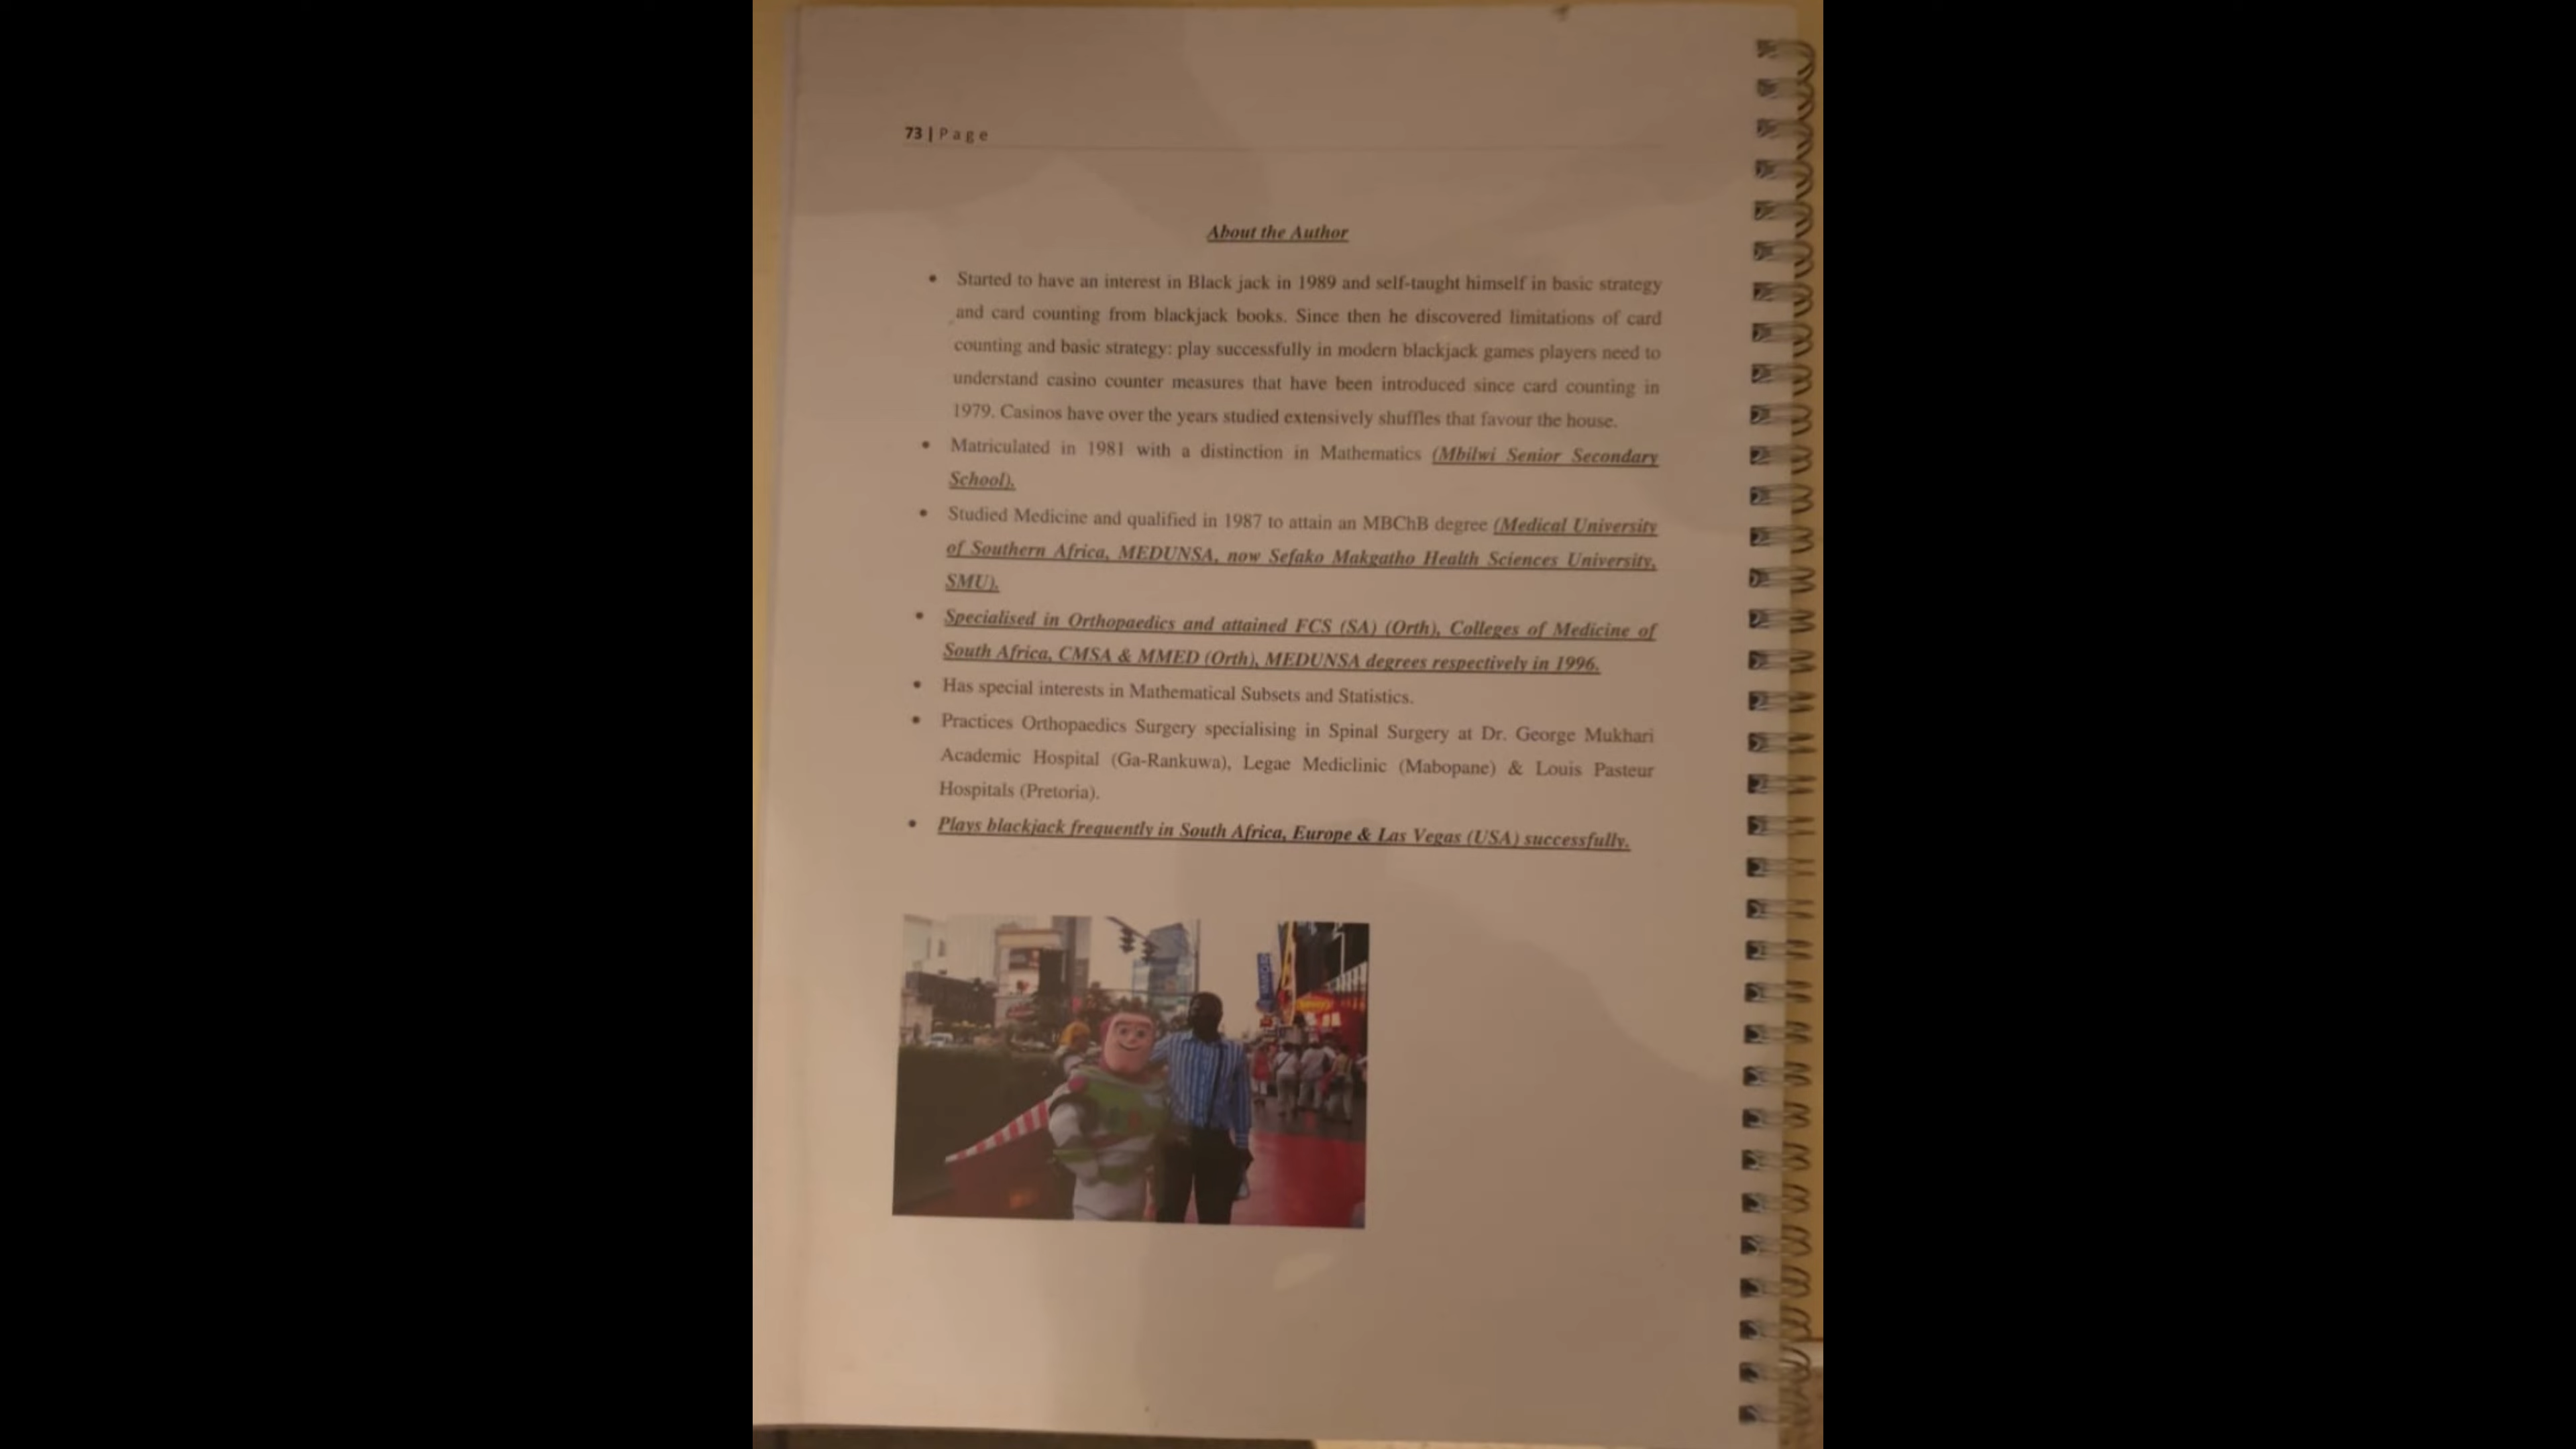 73 | P a g e
About the Author
• Started to have an interest in Black jack in 1989 and self-taught himself in basic strategy
and card counting from blackjack books. Since then he discovered limitations of card
counting and basic strategy: play successfully in modern blackjack games players need to
understand casino counter measures that have been introduced since card counting in
1979. Casinos have over the years studied extensively shuffles that favour the house.
• Matriculated in 1981 with a distinction in Mathematics (Mbilwi Senior Secondary
School).
• Studied Medicine and qualified in 1987 to attain an MBChB degree (Medical University
of Southern Africa, MEDUNSA, now Sefako Makgatho Health Sciences University,
SMU).
• Specialised in Orthopaedics and attained FCS (SA) (Orth), Colleges of Medicine of
South Africa, CMSA & MMED (Orth), MEDUNSA degrees respectively in 1996.
• Has special interests in Mathematical Subsets and Statistics.
• Practices Orthopaedics Surgery specialising in Spinal Surgery at Dr. George Mukhari
Academic Hospital (Ga-Rankuwa), Legae Mediclinic (Mabopane) & Louis Pasteur
Hospitals (Pretoria).
• Plays blackjack frequently in South Africa, Europe & Las Vegas (USA) successfully.